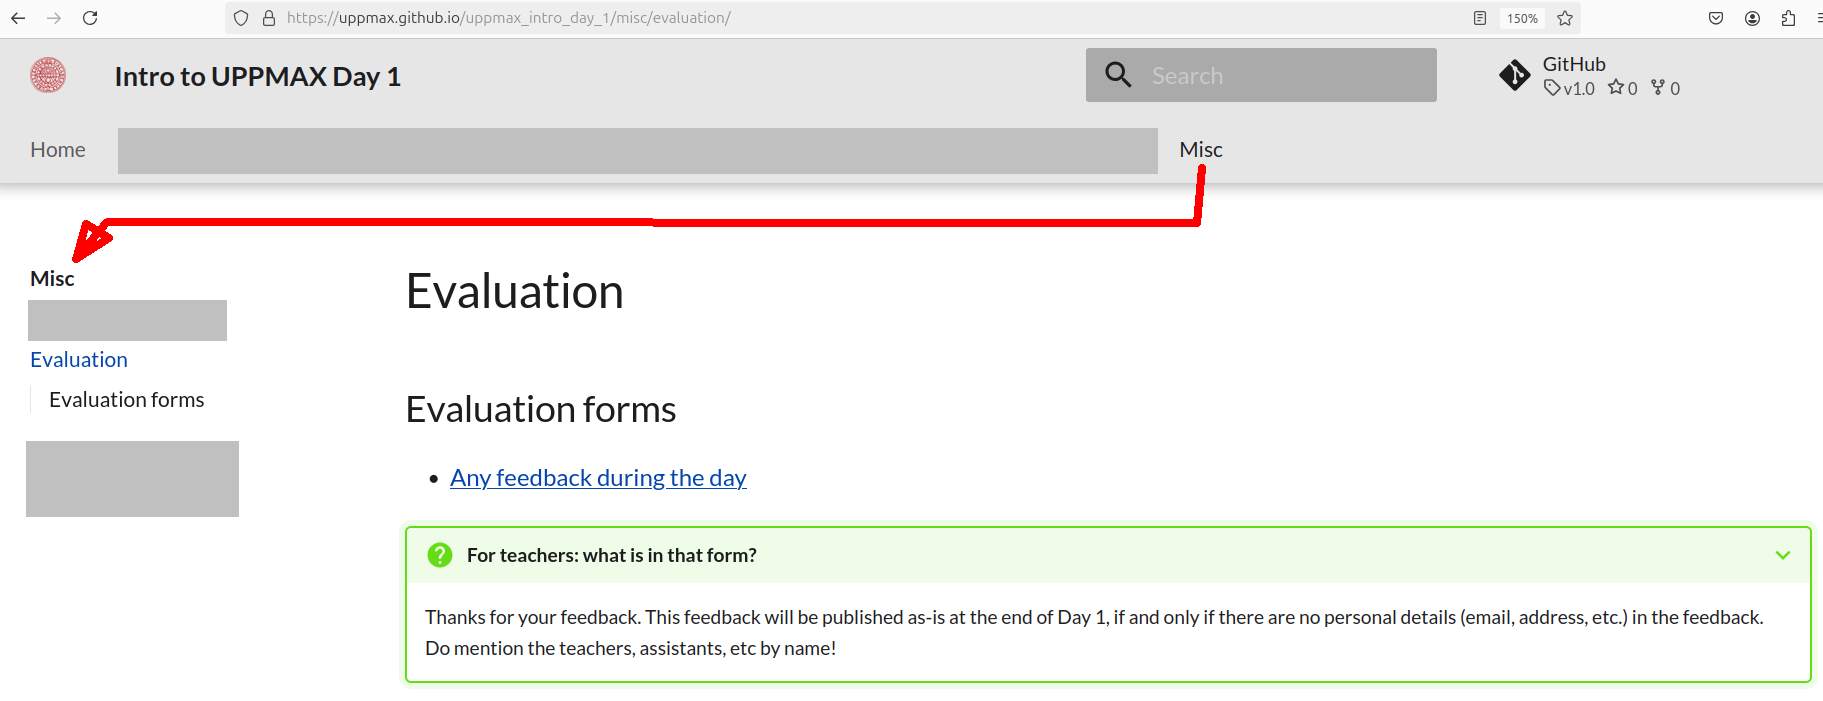 https://uppmax.github.io/uppmax_intro_day_1/misc/evaluation/
150%
Intro to UPPMAX Day 1
Search
GitHub
v1.0 0 0
Home
Misc
Misc
Evaluation
Evaluation forms
Evaluation
Evaluation forms
• Any feedback during the day
For teachers: what is in that form?
Thanks for your feedback. This feedback will be published as-is at the end of Day 1, if and only if there are no personal details (email, address, etc.) in the feedback.
Do mention the teachers, assistants, etc by name!